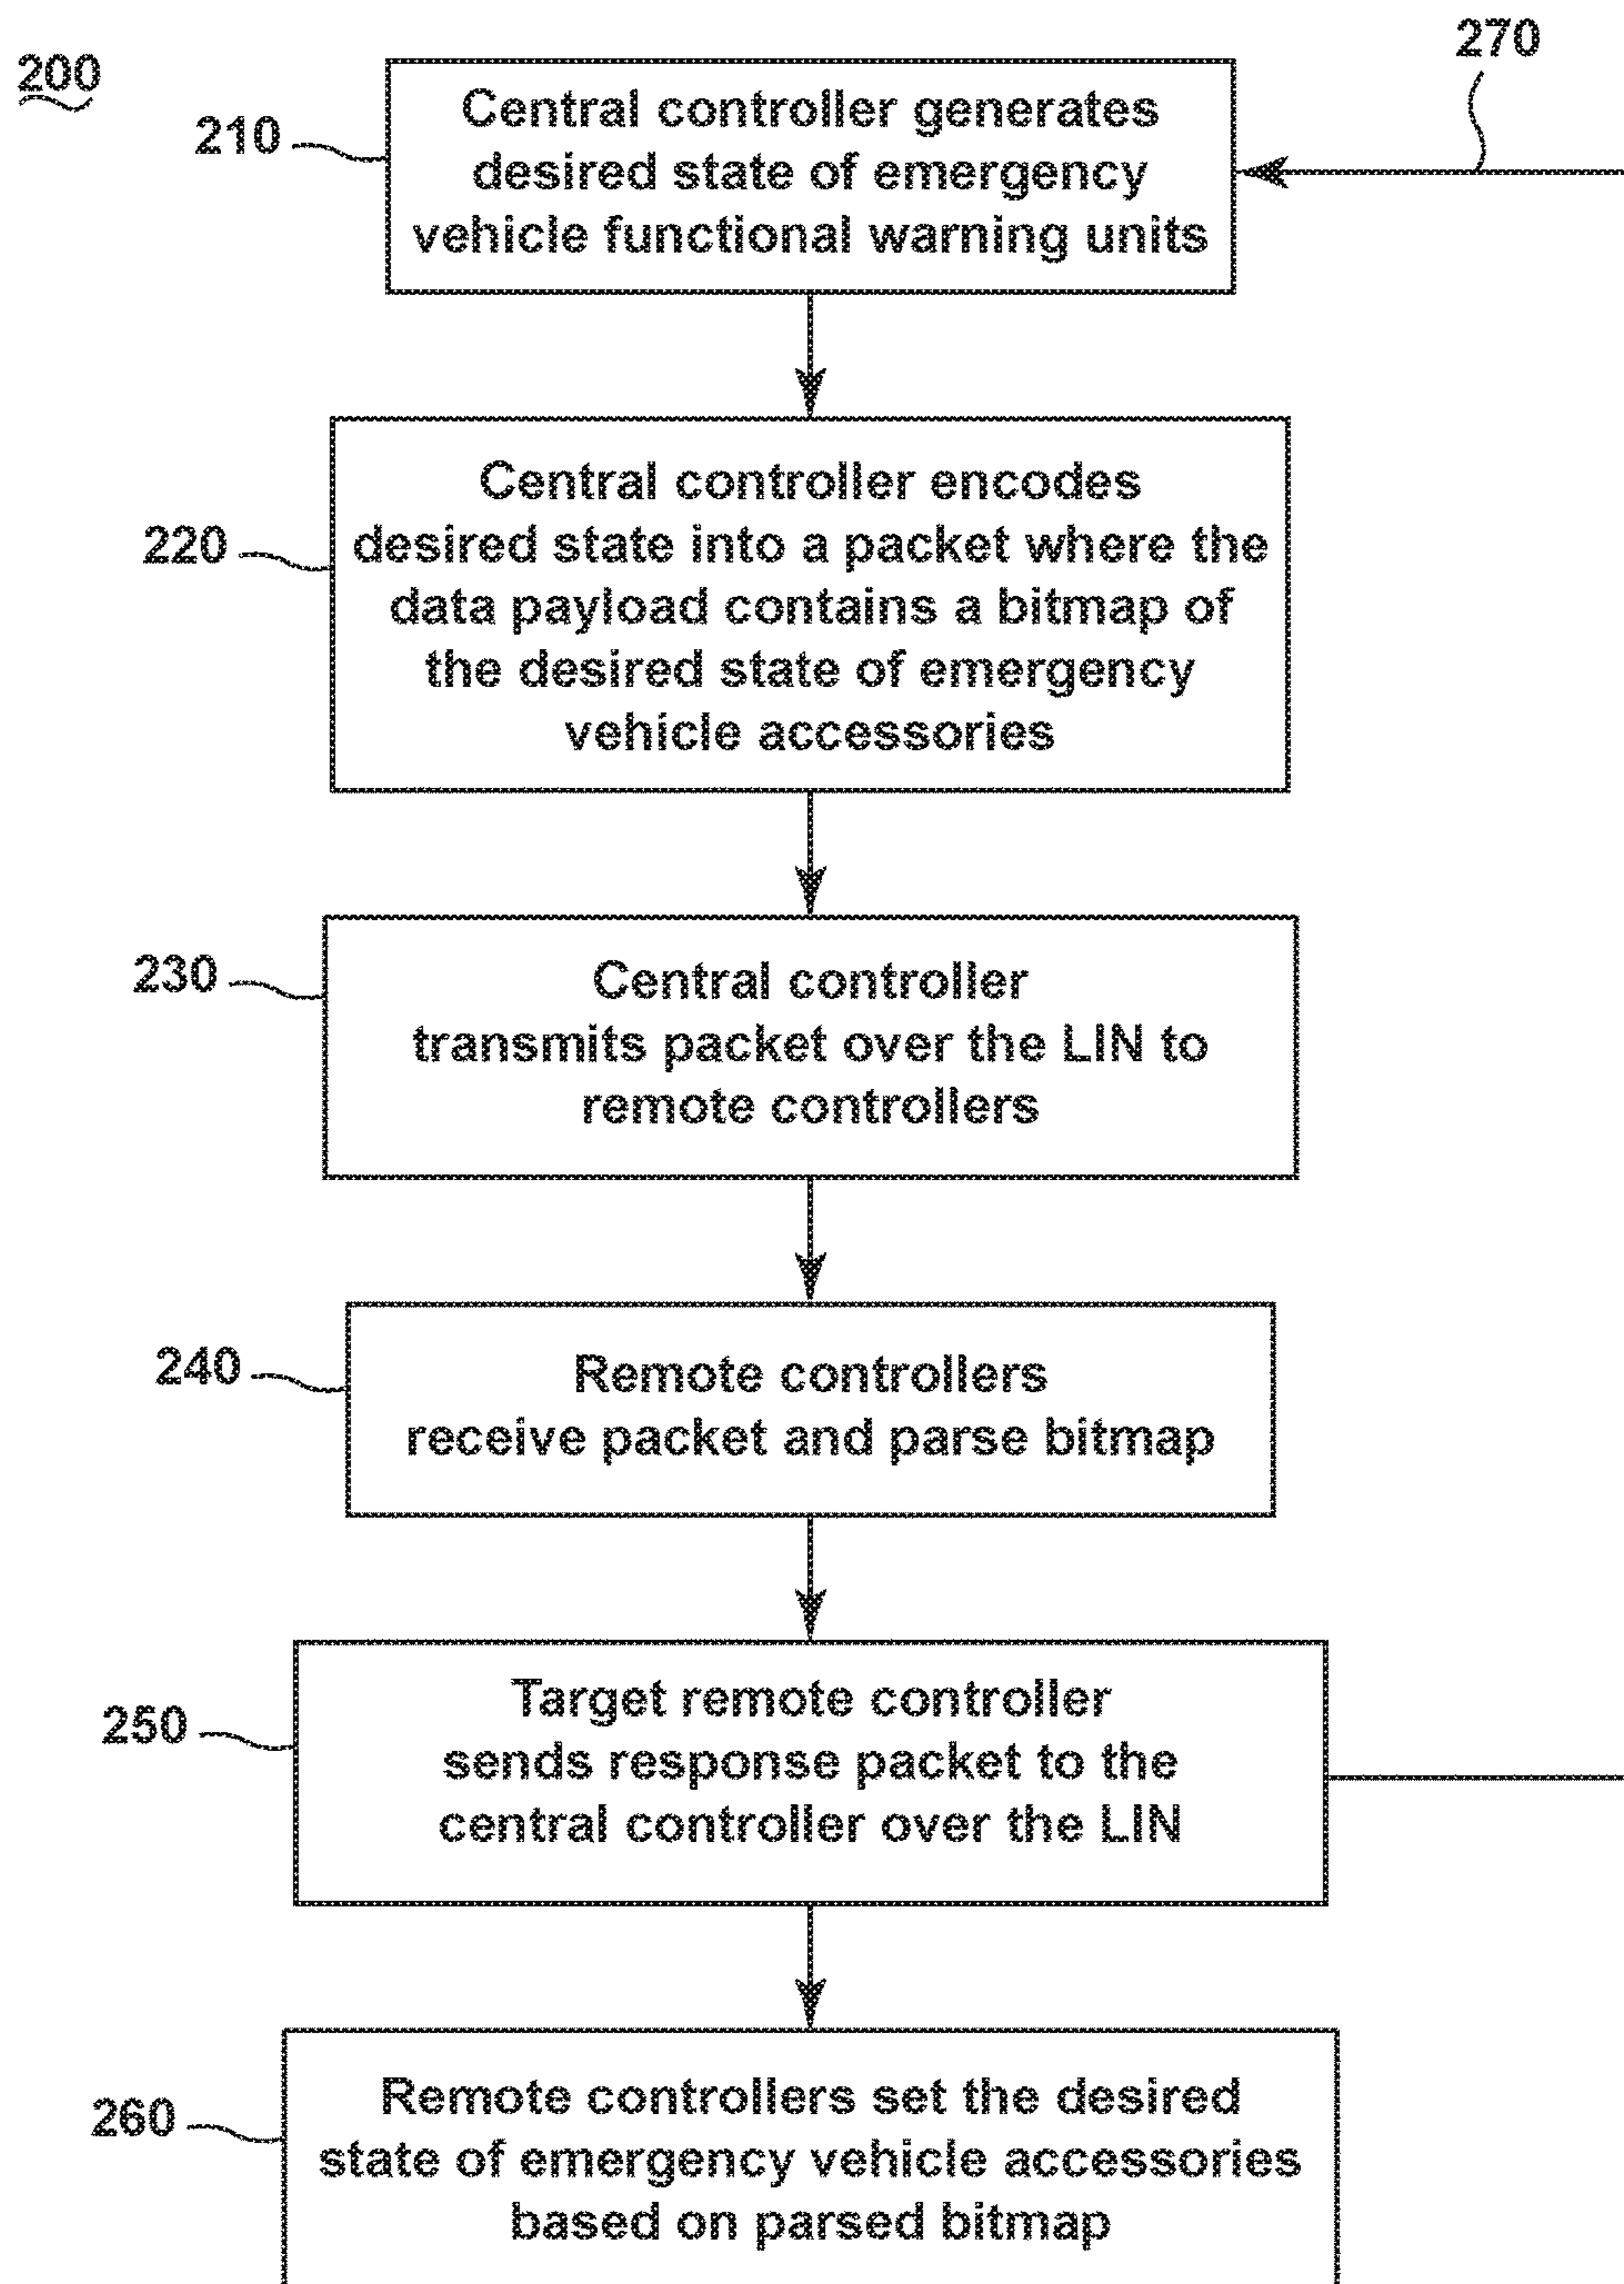 200
270
210
Central controller generates
desired state of emergency
vehicle functional warning units
220
Central controller encodes
desired state into a packet where the
data payload contains a bitmap of
the desired state of emergency
vehicle accessories
230
Central controller
transmits packet over the LIN to
remote controllers
240
Remote controllers
receive packet and parse bitmap
250
Target remote controller
sends response packet to the
central controller over the LIN
260
Remote controllers set the desired
state of emergency vehicle accessories
based on parsed bitmap